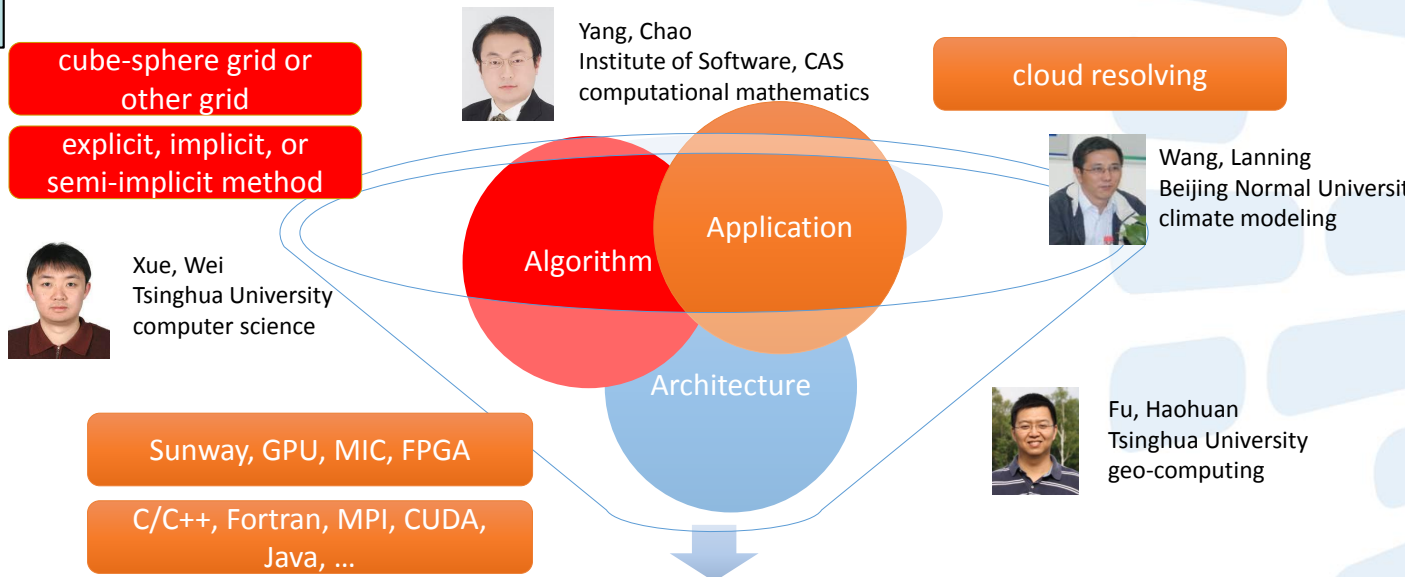 cube-sphere grid or
other grid
explicit, implicit, or
semi-implicit method
Yang, Chao
Institute of Software, CAS
computational mathematics
cloud resolving
Wang, Lanning
Beijing Normal Universit
climate modeling
Xue, Wei
Tsinghua University
computer science
Algorithm
Application
Architecture
Fu, Haohuan
Tsinghua University
geo-computing
Sunway, GPU, MIC, FPGA
C/C++, Fortran, MPI, CUDA,
Java, ...